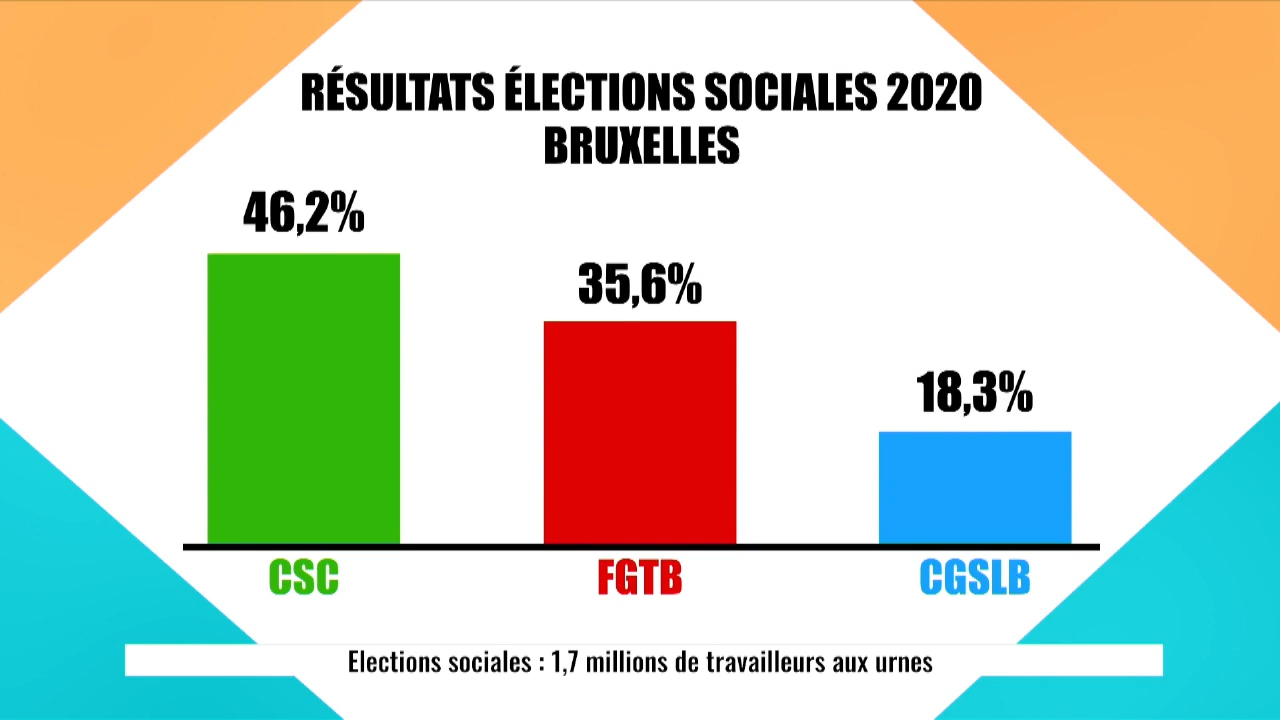 RÉSULTATS ÉLECTIONS SOCIALES 2020
BRUXELLES
46,2%
35,6%
18,3%
CSC
FGTB
CGSLB
Elections sociales : 1,7 millions de travailleurs aux urnes